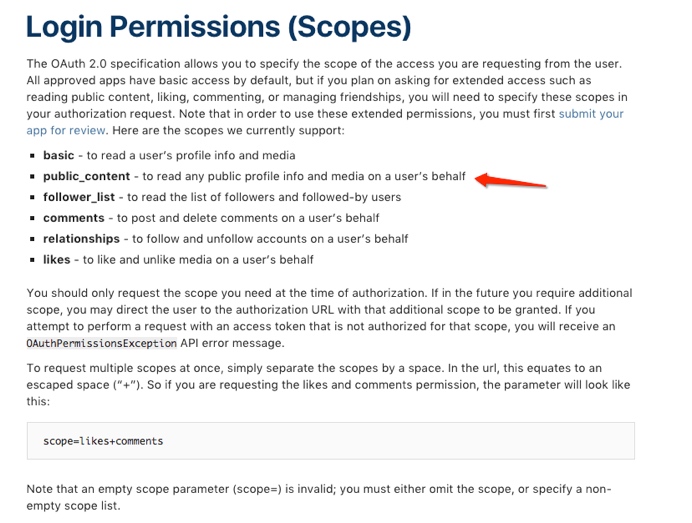 Login Permissions (Scopes)
The OAuth 2.0 specification allows you to specify the scope of the access you are requesting from the user.
All approved apps have basic access by default, but if you plan on asking for extended access such as
reading public content, liking, commenting, or managing friendships, you will need to specify these scopes in
your authorization request. Note that in order to use these extended permissions, you must first submit your
app for review. Here are the scopes we currently support:
▪ basic - to read a user’s profile info and media
▪ public_content - to read any public profile info and media on a user’s behalf
▪ follower_list - to read the list of followers and followed-by users
▪ comments - to post and delete comments on a user’s behalf
▪ relationships - to follow and unfollow accounts on a user’s behalf
▪ likes - to like and unlike media on a user’s behalf
You should only request the scope you need at the time of authorization. If in the future you require additional
scope, you may direct the user to the authorization URL with that additional scope to be granted. If you
attempt to perform a request with an access token that is not authorized for that scope, you will receive an
OAuthPermissionsException API error message.
To request multiple scopes at once, simply separate the scopes by a space. In the url, this equates to an
escaped space (“+”). So if you are requesting the likes and comments permission, the parameter will look like
this:
scope=likes+comments
Note that an empty scope parameter (scope=) is invalid; you must either omit the scope, or specify a non-
empty scope list.